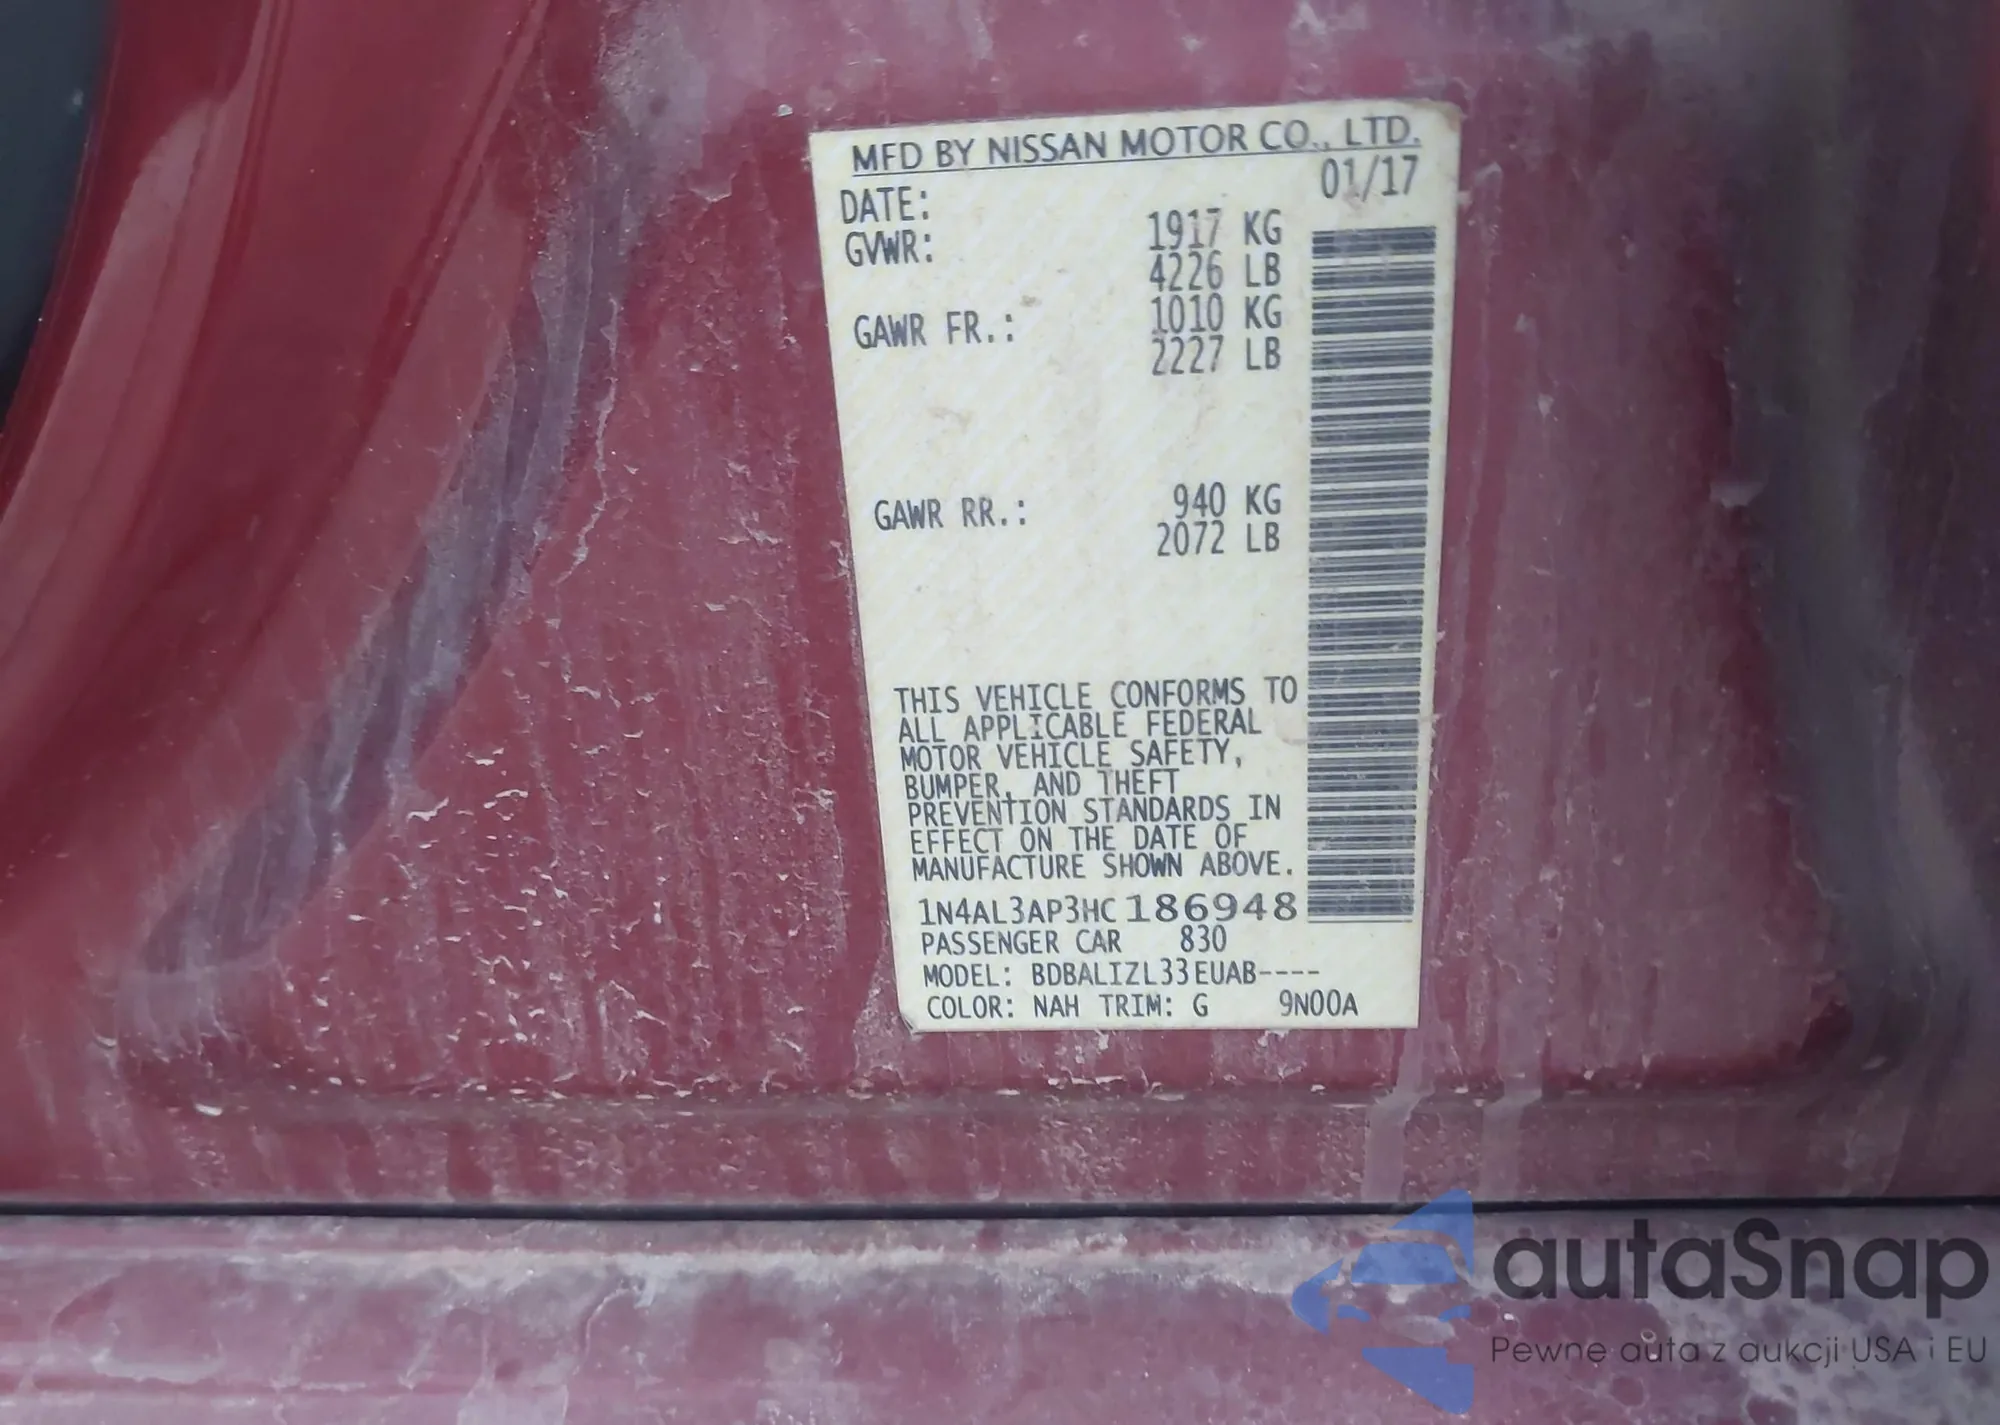 MFD BY NISSAN MOTOR CO., LTD.
DATE: 01/17
GVWR: 1917 KG
4226 LB
GAWR FR.: 1010 KG
2227 LB
GAWR RR.: 940 KG
2072 LB
THIS VEHICLE CONFORMS TO
ALL APPLICABLE FEDERAL
MOTOR VEHICLE SAFETY,
BUMPER, AND THEFT
PREVENTION STANDARDS IN
EFFECT ON THE DATE OF
MANUFACTURE SHOWN ABOVE.
1N4AL3AP3HC186948
PASSENGER CAR 830
MODEL: BDBALIZL33EUAB----
COLOR: NAH TRIM: G 9N00A
autaSnap
Pewne auta z aukcji USA i EU